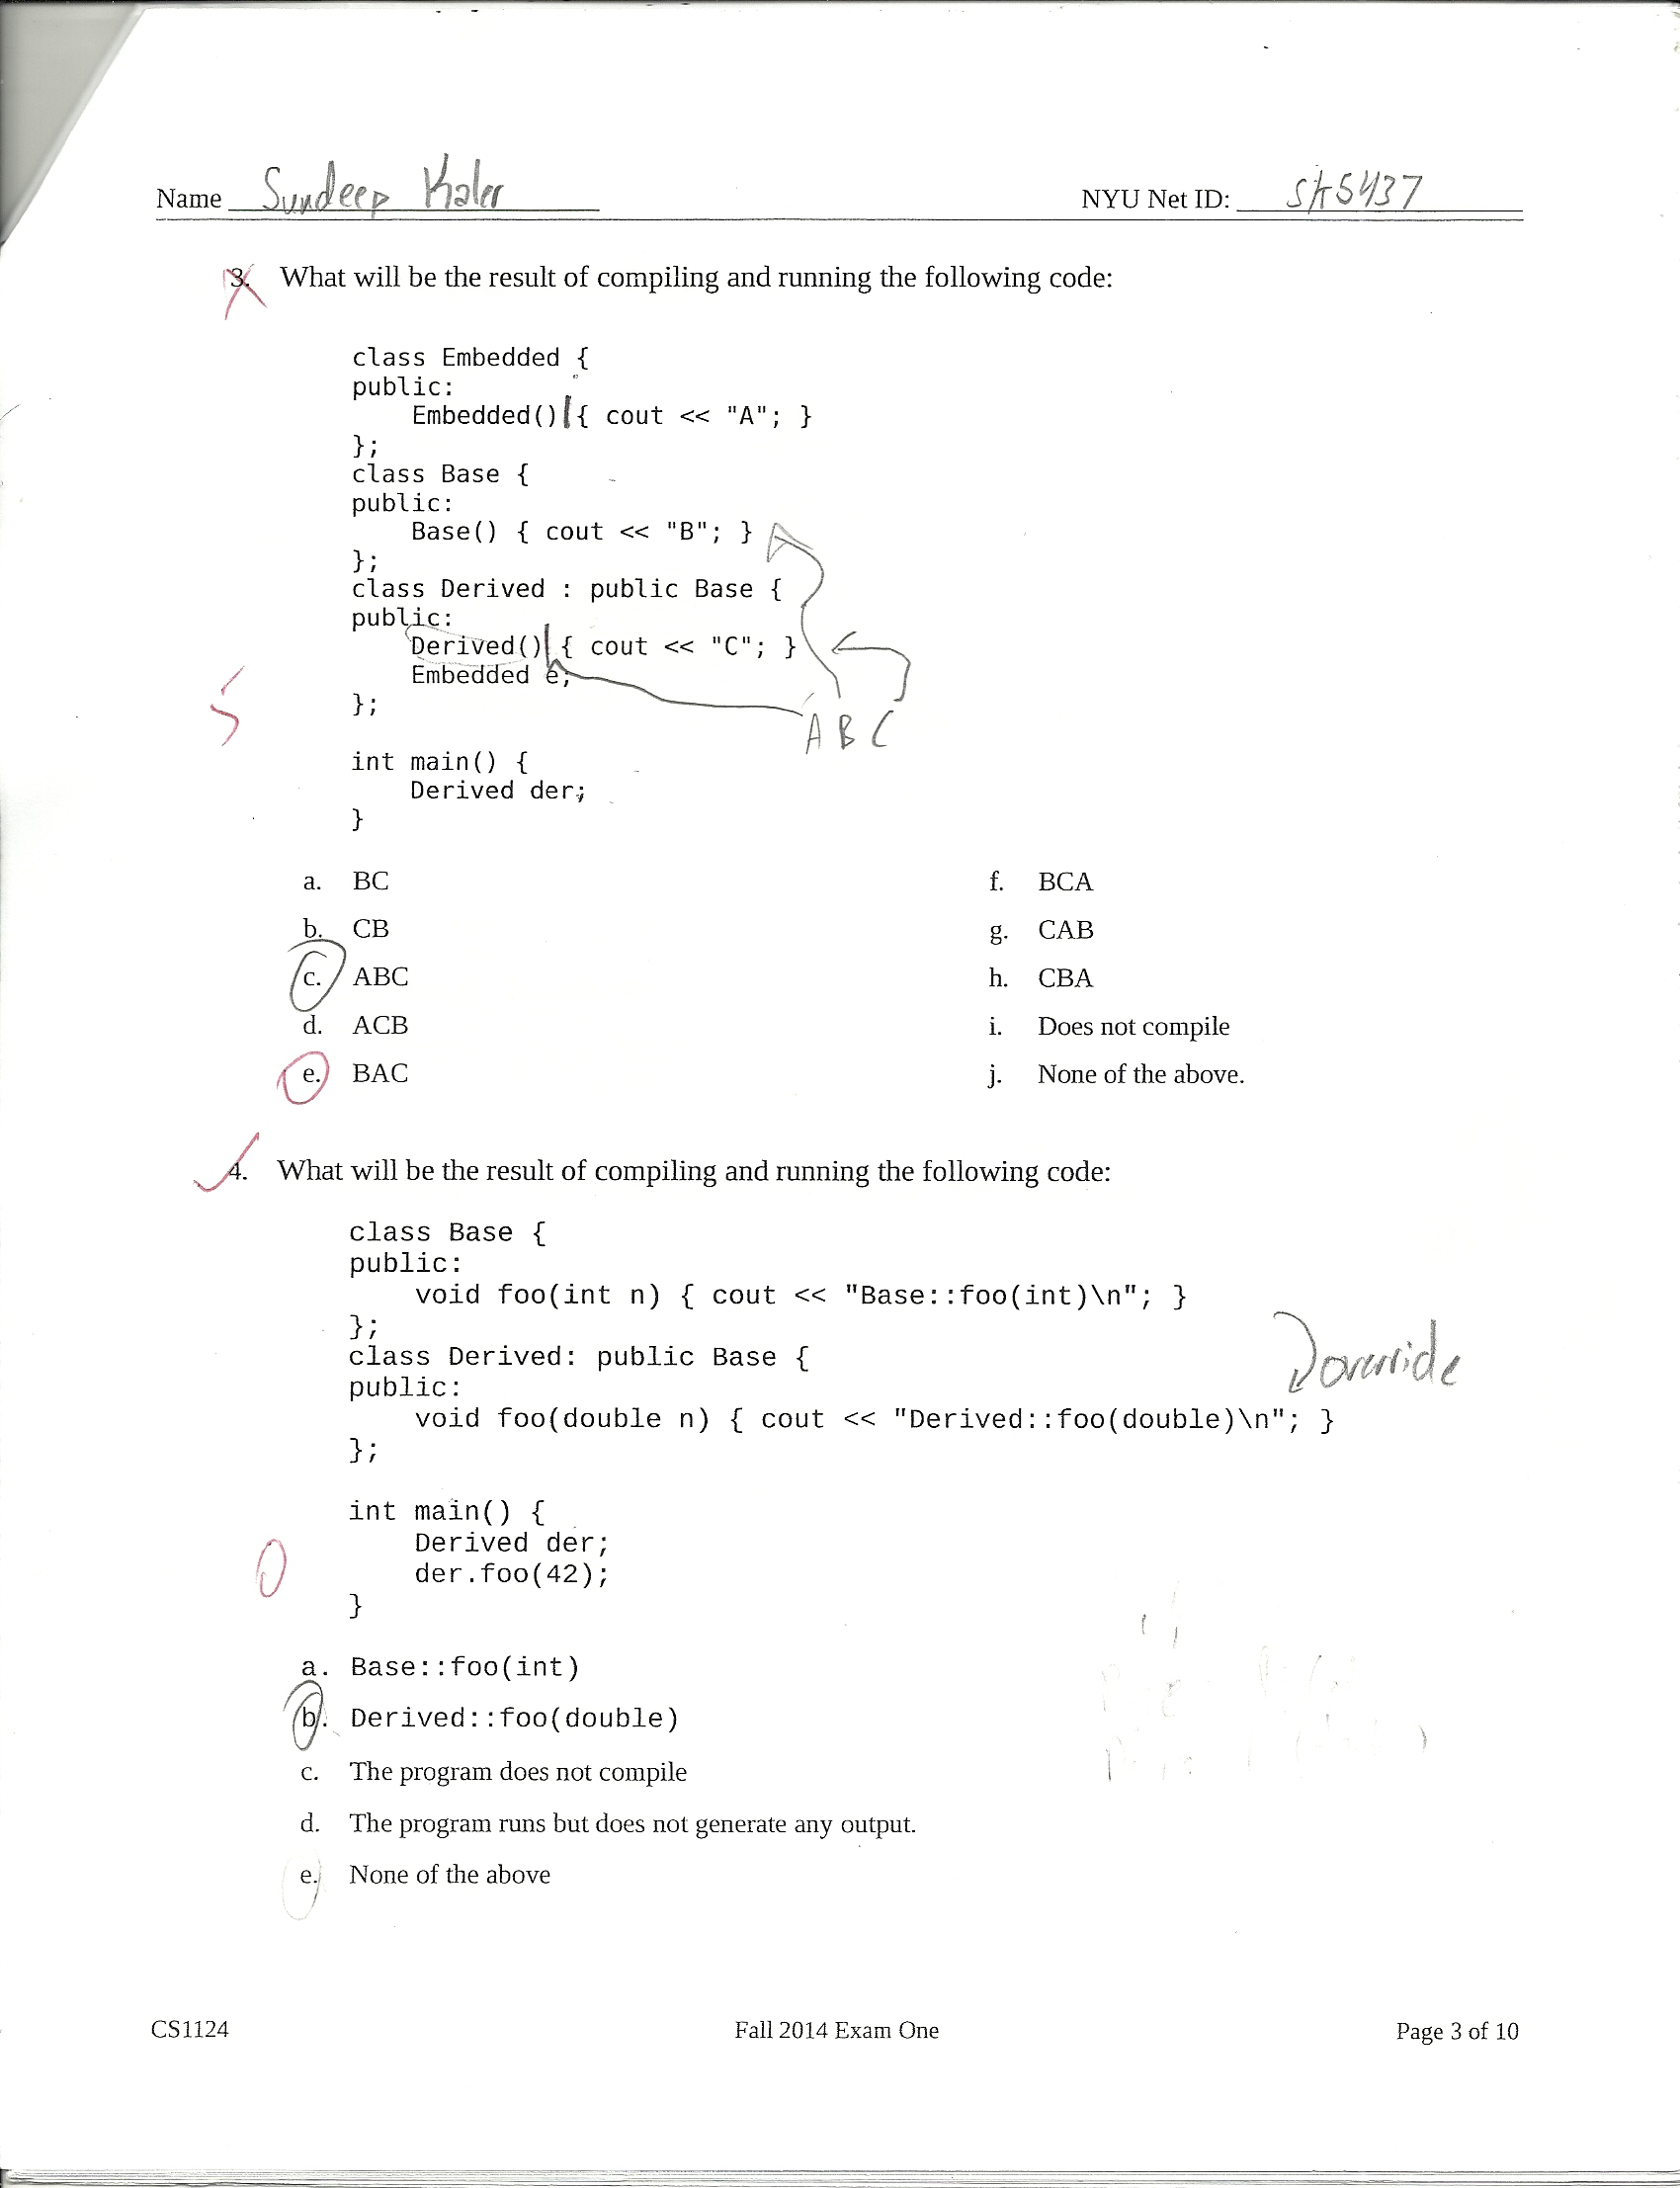 Name Sundeep Kaler NYU Net ID: sk5437
3. What will be the result of compiling and running the following code:
class Embedded {
public:
    Embedded() { cout << "A"; }
};
class Base {
public:
    Base() { cout << "B"; }
};
class Derived : public Base {
public:
    Derived() { cout << "C"; }
    Embedded e;
};
5
A B C
int main() {
    Derived der;
}
a. BC
b. CB
c. ABC
d. ACB
e. BAC
f. BCA
g. CAB
h. CBA
i. Does not compile
j. None of the above.
4. What will be the result of compiling and running the following code:
class Base {
public:
    void foo(int n) { cout << "Base::foo(int)\n"; }
};
class Derived: public Base {
public:
override
    void foo(double n) { cout << "Derived::foo(double)\n"; }
};
int main() {
    Derived der;
    der.foo(42);
}
0
a. Base::foo(int)
b. Derived::foo(double)
c. The program does not compile
d. The program runs but does not generate any output.
e. None of the above
CS1124 Fall 2014 Exam One Page 3 of 10